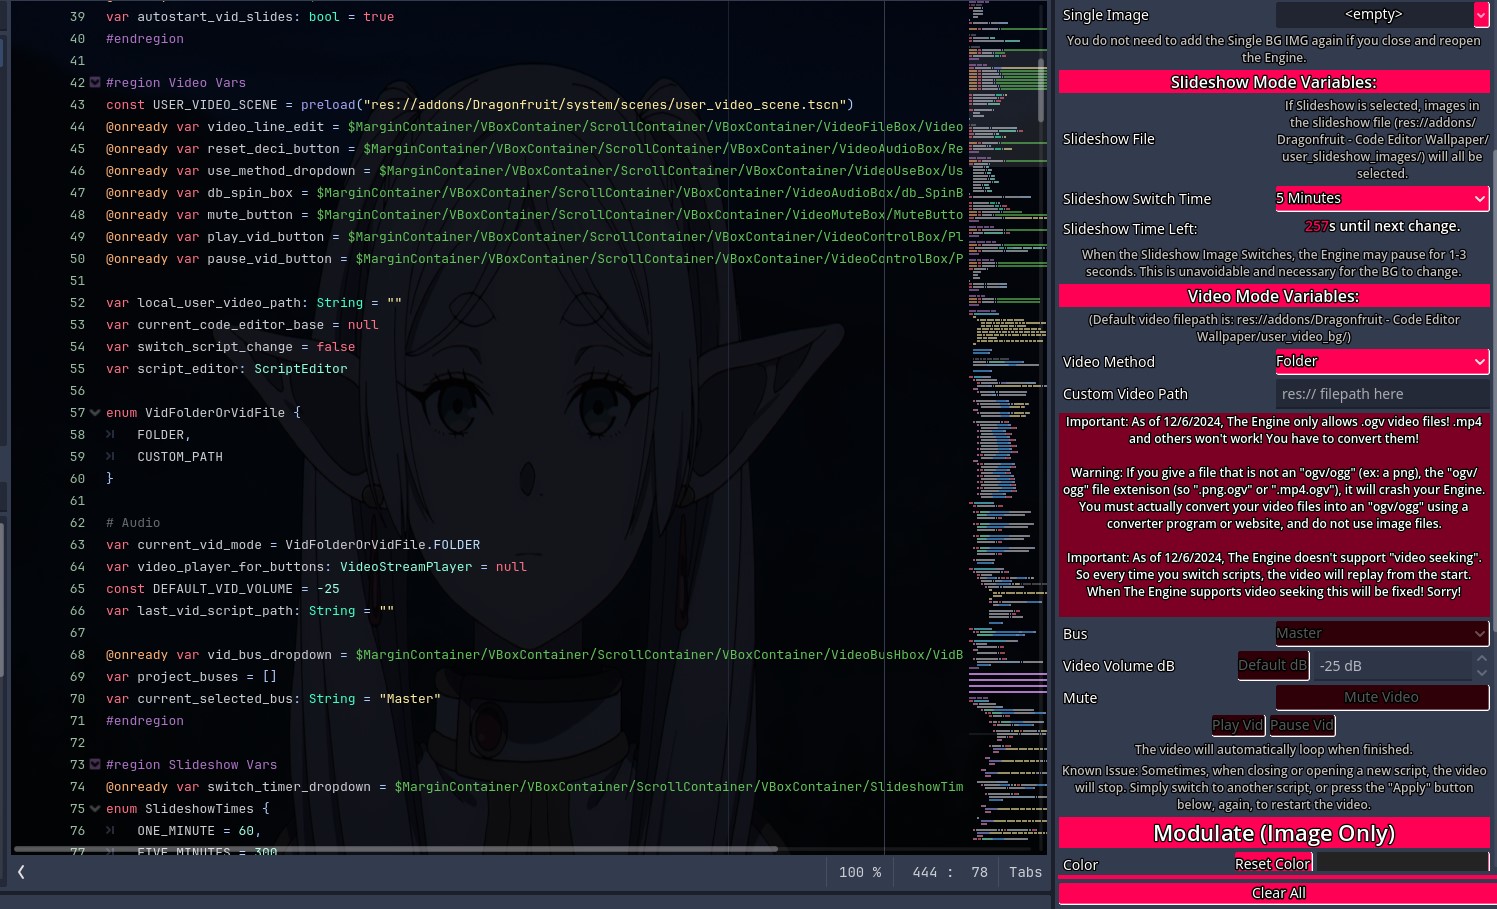 39 var autostart_vid_slides: bool = true
40 #endregion
41
42 #region Video Vars
43 const USER_VIDEO_SCENE = preload("res://addons/Dragonfruit/system/scenes/user_video_scene.tscn")
44 @onready var video_line_edit = $MarginContainer/VBoxContainer/ScrollContainer/VBoxContainer/VideoFileBox/Video
45 @onready var reset_deci_button = $MarginContainer/VBoxContainer/ScrollContainer/VBoxContainer/VideoAudioBox/Re
46 @onready var use_method_dropdown = $MarginContainer/VBoxContainer/ScrollContainer/VBoxContainer/VideoUseBox/Us
47 @onready var db_spin_box = $MarginContainer/VBoxContainer/ScrollContainer/VBoxContainer/VideoAudioBox/db_SpinB
48 @onready var mute_button = $MarginContainer/VBoxContainer/ScrollContainer/VBoxContainer/VideoMuteBox/MuteButto
49 @onready var play_vid_button = $MarginContainer/VBoxContainer/ScrollContainer/VBoxContainer/VideoControlBox/Pl
50 @onready var pause_vid_button = $MarginContainer/VBoxContainer/ScrollContainer/VBoxContainer/VideoControlBox/P
51
52 var local_user_video_path: String = ""
53 var current_code_editor_base = null
54 var switch_script_change = false
55 var script_editor: ScriptEditor
56
57 enum VidFolderOrVidFile {
58 FOLDER,
59 CUSTOM_PATH
60 }
61
62 # Audio
63 var current_vid_mode = VidFolderOrVidFile.FOLDER
64 var video_player_for_buttons: VideoStreamPlayer = null
65 const DEFAULT_VID_VOLUME = -25
66 var last_vid_script_path: String = ""
67
68 @onready var vid_bus_dropdown = $MarginContainer/VBoxContainer/ScrollContainer/VBoxContainer/VideoBusHbox/VidB
69 var project_buses = []
70 var current_selected_bus: String = "Master"
71 #endregion
72
73 #region Slideshow Vars
74 @onready var switch_timer_dropdown = $MarginContainer/VBoxContainer/ScrollContainer/VBoxContainer/SlideshowTim
75 enum SlideshowTimes {
76 ONE_MINUTE = 60,
77 FIVE_MINUTES = 300
100 % 444 : 78 Tabs
Single Image <empty>
You do not need to add the Single BG IMG again if you close and reopen
the Engine.
Slideshow Mode Variables:
Slideshow File
If Slideshow is selected, images in
the slideshow file (res://addons/
Dragonfruit - Code Editor Wallpaper/
user_slideshow_images/) will all be
selected.
Slideshow Switch Time 5 Minutes
Slideshow Time Left: 257s until next change.
When the Slideshow Image Switches, the Engine may pause for 1-3
seconds. This is unavoidable and necessary for the BG to change.
Video Mode Variables:
(Default video filepath is: res://addons/Dragonfruit - Code Editor
Wallpaper/user_video_bg/)
Video Method Folder
Custom Video Path res:// filepath here
Important: As of 12/6/2024, The Engine only allows .ogv video files! .mp4
and others won't work! You have to convert them!
Warning: If you give a file that is not an "ogv/ogg" (ex: a png), the "ogv/
ogg" file extenison (so ".png.ogv" or ".mp4.ogv"), it will crash your Engine.
You must actually convert your video files into an "ogv/ogg" using a
converter program or website, and do not use image files.
Important: As of 12/6/2024, The Engine doesn't support "video seeking".
So every time you switch scripts, the video will replay from the start.
When The Engine supports video seeking this will be fixed! Sorry!
Bus Master
Video Volume dB Default dB -25 dB
Mute Mute Video
Play Vid Pause Vid
The video will automatically loop when finished.
Known Issue: Sometimes, when closing or opening a new script, the video
will stop. Simply switch to another script, or press the "Apply" button
below, again, to restart the video.
Modulate (Image Only)
Color Reset Color
Clear All